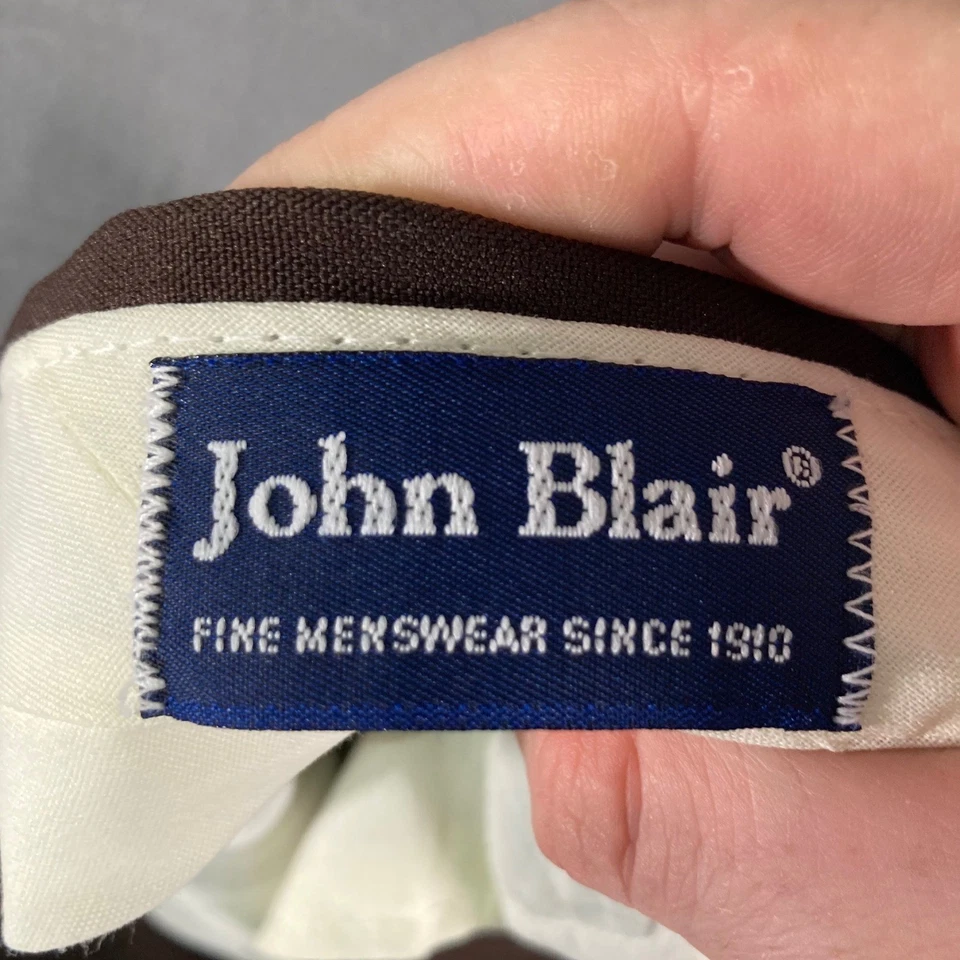 John Blair®
FINE MENSWEAR SINCE 1910